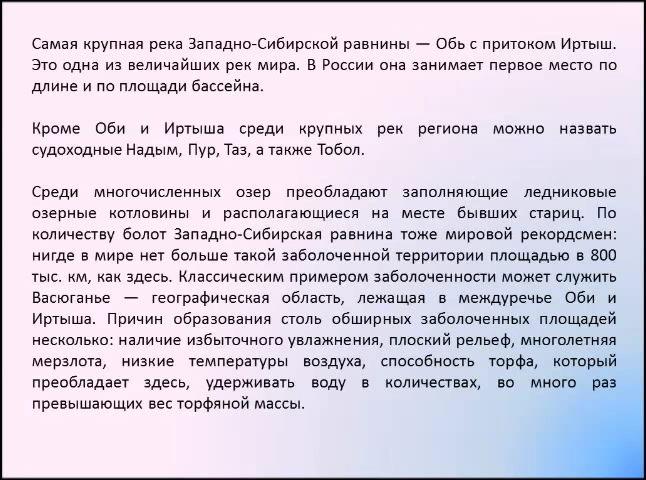 Самая крупная река Западно-Сибирской равнины — Обь с притоком Иртыш.
Это одна из величайших рек мира. В России она занимает первое место по
длине и по площади бассейна.
Кроме Оби и Иртыша среди крупных рек региона можно назвать
судоходные Надым, Пур, Таз, а также Тобол.
Среди многочисленных озер преобладают заполняющие ледниковые
озерные котловины и располагающиеся на месте бывших стариц. По
количеству болот Западно-Сибирская равнина тоже мировой рекордсмен:
нигде в мире нет больше такой заболоченной территории площадью в 800
тыс. км, как здесь. Классическим примером заболоченности может служить
Васюганье — географическая область, лежащая в междуречье Оби и
Иртыша. Причин образования столь обширных заболоченных площадей
несколько: наличие избыточного увлажнения, плоский рельеф, многолетняя
мерзлота, низкие температуры воздуха, способность торфа, который
преобладает здесь, удерживать воду в количествах, во много раз
превышающих вес торфяной массы.